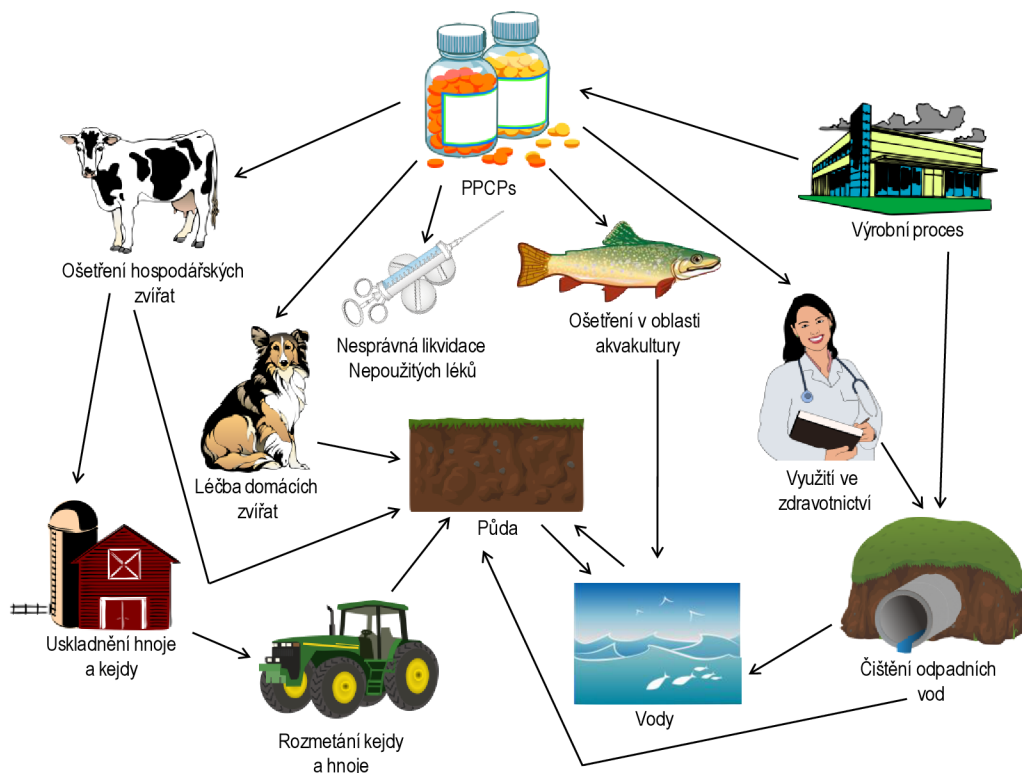 PPCPs
Výrobní proces
Ošetření hospodářských
zvířat
Nesprávná likvidace
Nepoužitých léků
Ošetření v oblasti
akvakultury
Léčba domácích
zvířat
Využití ve
zdravotnictví
Půda
Uskladnění hnoje
a kejdy
Čištění odpadních
vod
Vody
Rozmetání kejdy
a hnoje